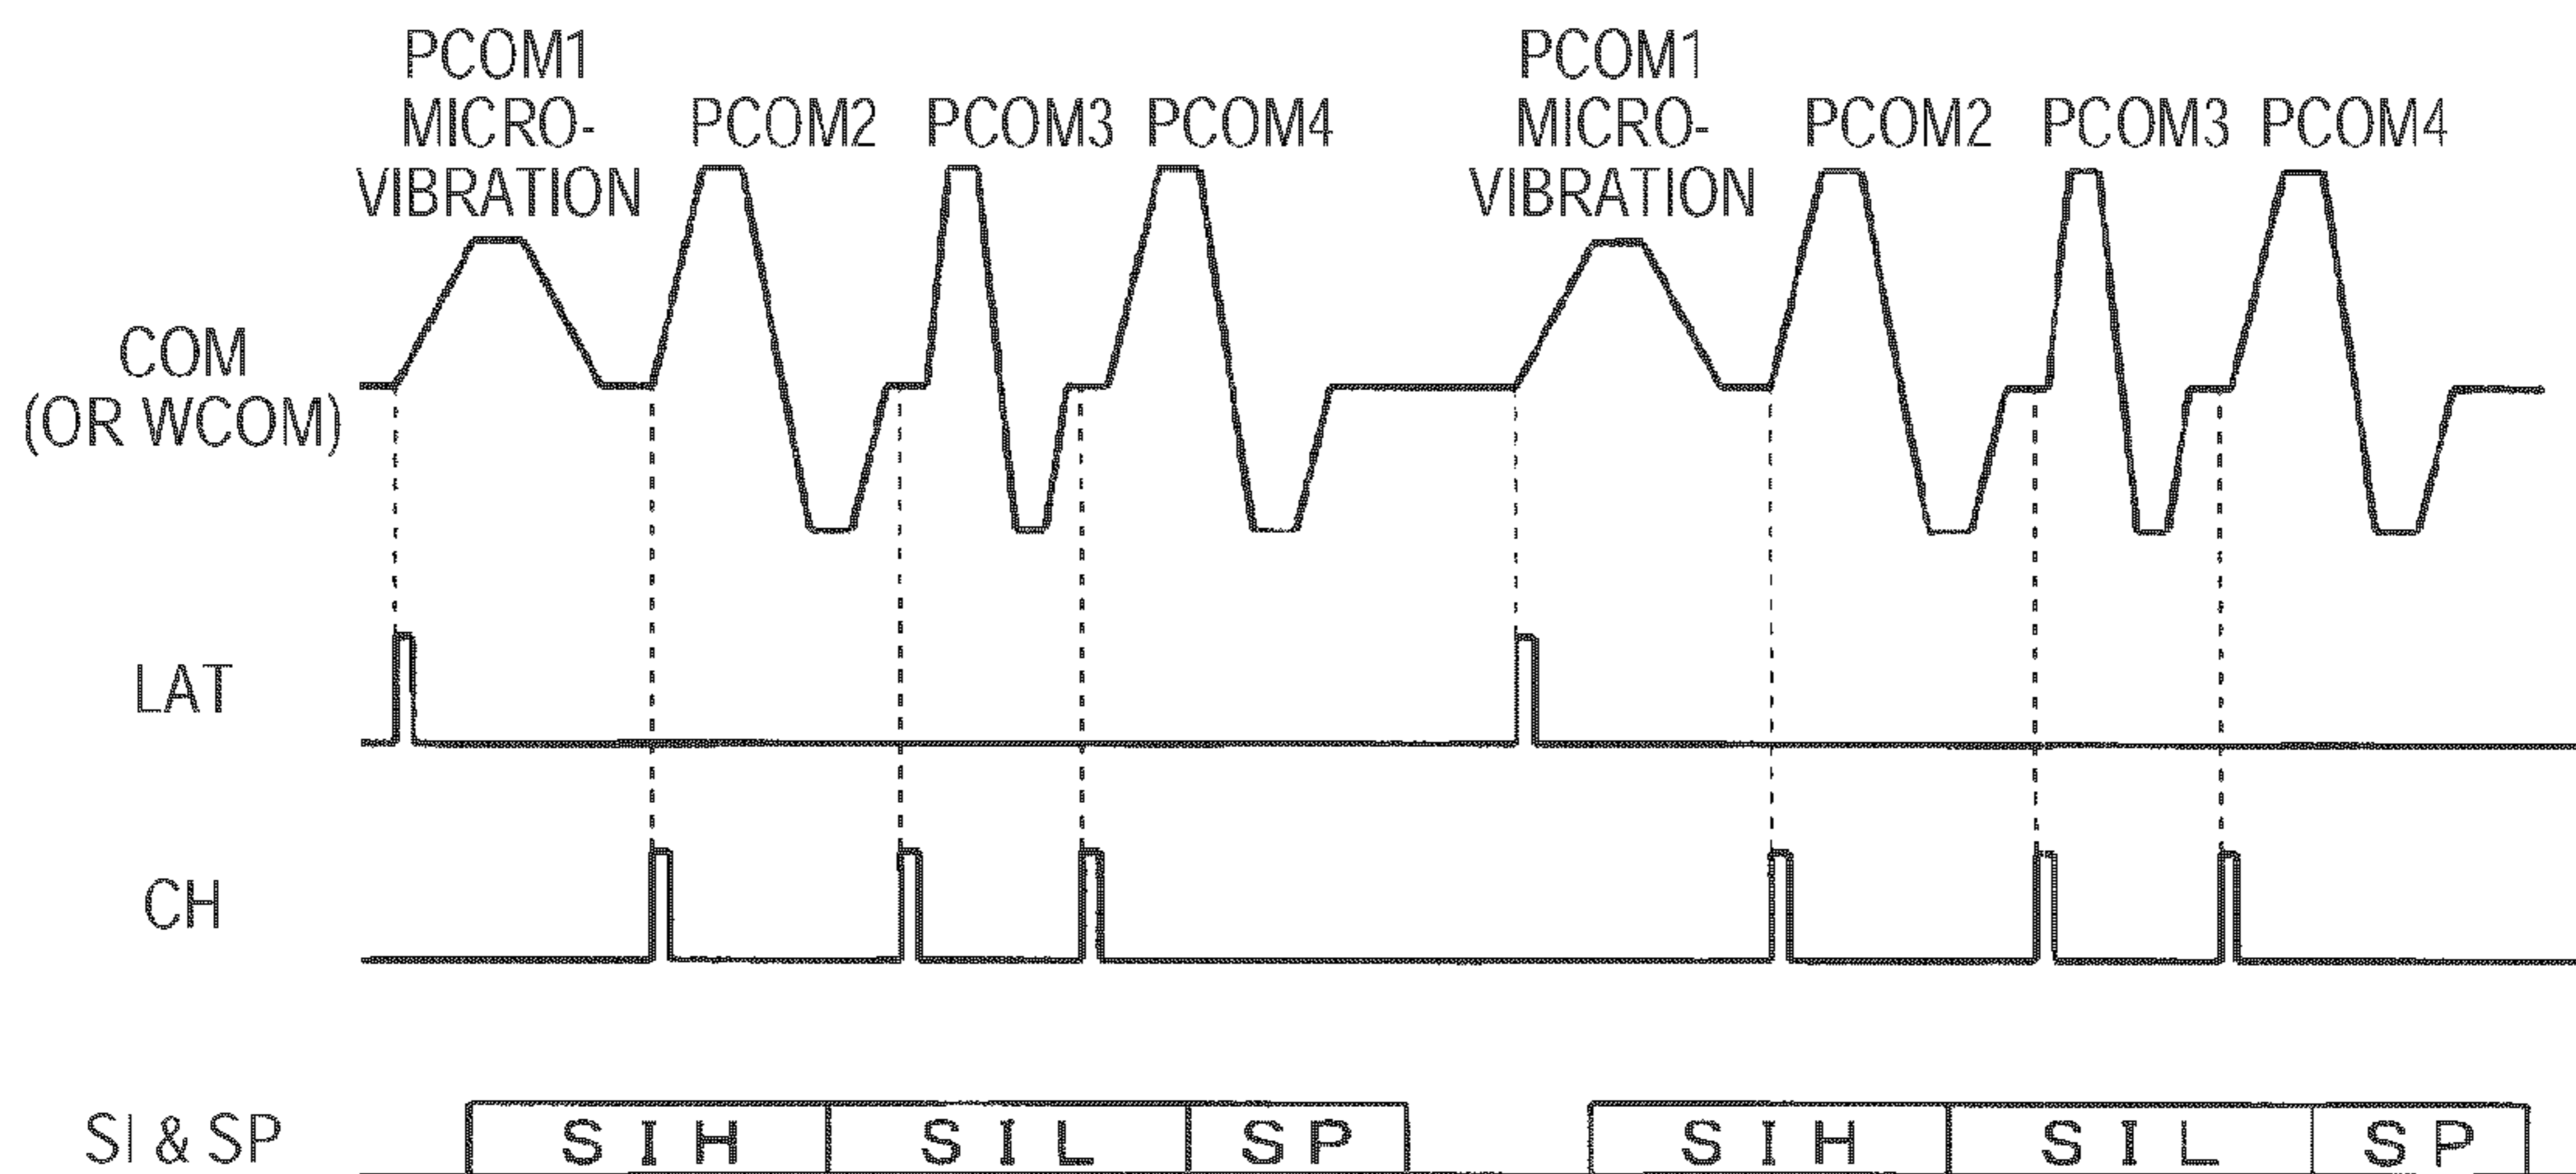 PCOM1
MICRO-
VIBRATION
PCOM2
PCOM3
PCOM4
PCOM1
MICRO-
VIBRATION
PCOM2
PCOM3
PCOM4
COM
(OR WCOM)
LAT
CH
SI & SP
SIH
SIL
SP
SIH
SIL
SP